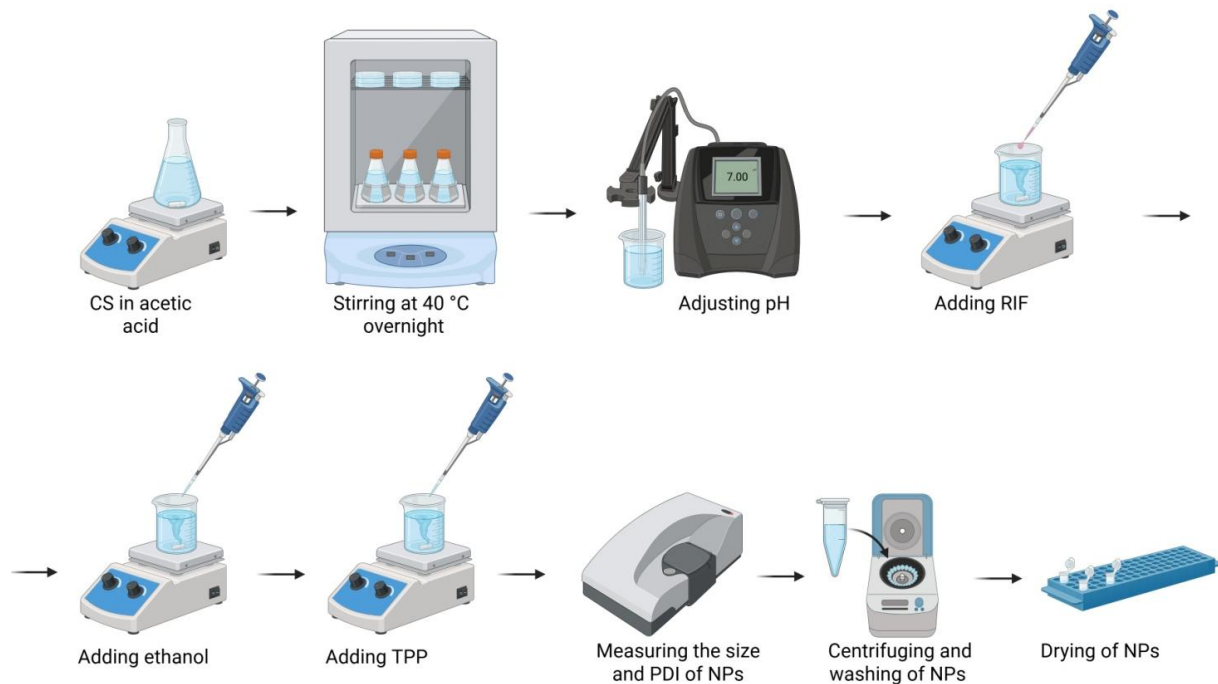 7.00
CS in acetic
acid
Stirring at 40 °C
overnight
Adjusting pH
Adding RIF
Adding ethanol
Adding TPP
Measuring the size
and PDI of NPs
Centrifuging and
washing of NPs
Drying of NPs